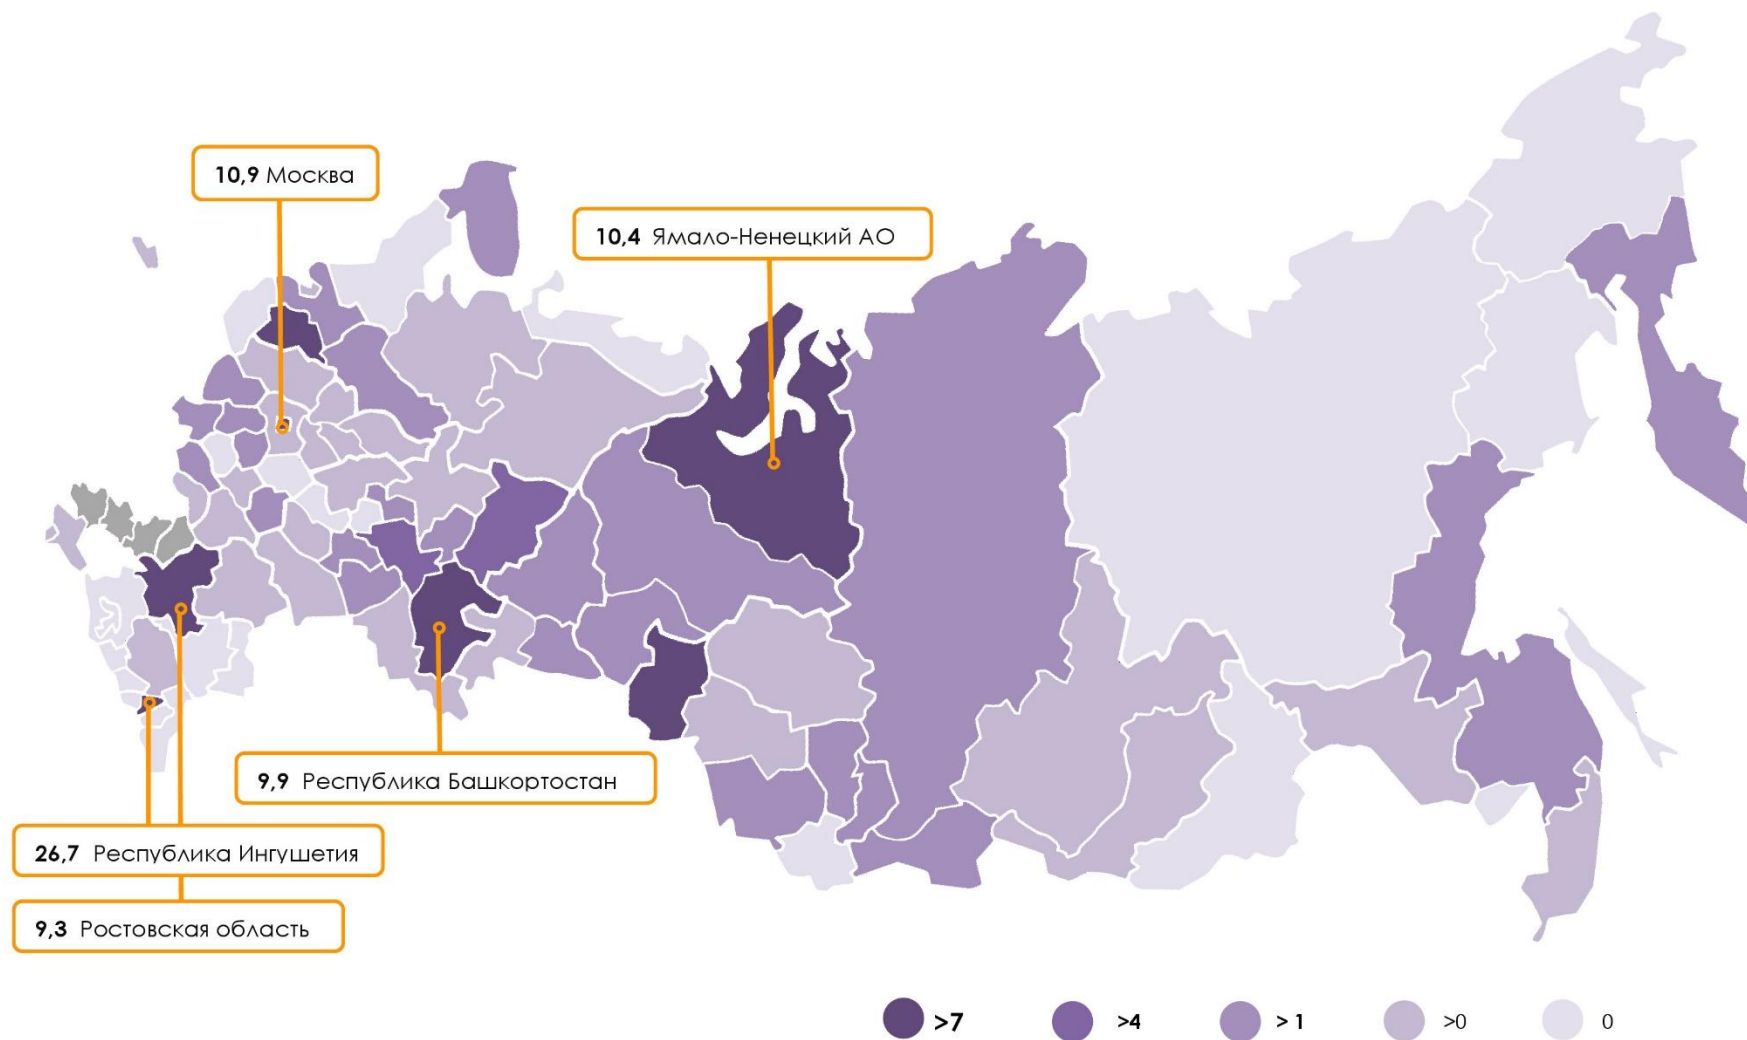 10,9 Москва
10,4 Ямало-Ненецкий АО
9,9 Республика Башкортостан
26,7 Республика Ингушетия
9,3 Ростовская область
>7 >4 > 1 >0 0